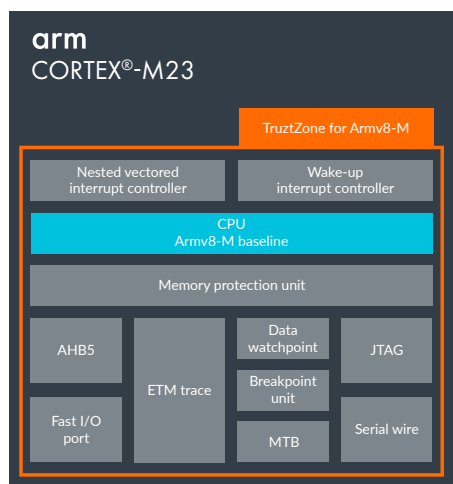 arm
CORTEX®-M23
TruztZone for Armv8-M
Nested vectored
interrupt controller
Wake-up
interrupt controller
CPU
Armv8-M baseline
Memory protection unit
AHB5
ETM trace
Data
watchpoint
JTAG
Breakpoint
unit
Fast I/O
port
MTB
Serial wire